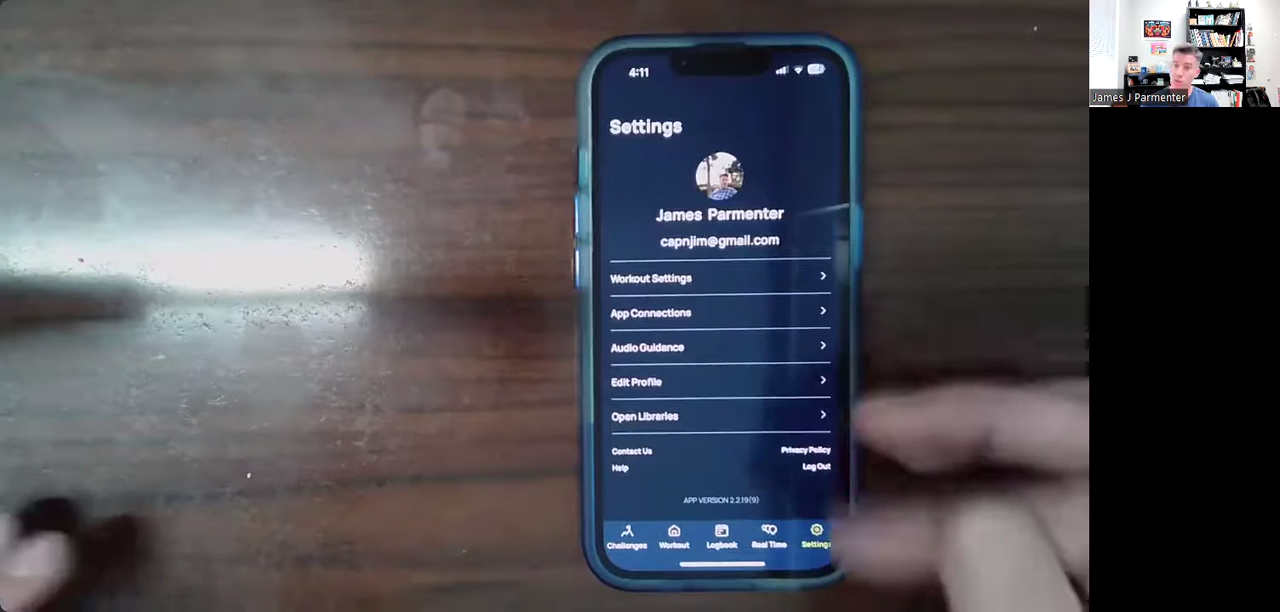 4:11
Settings
James Parmenter
capnjim@gmail.com
Workout Settings
App Connections
Audio Guidance
Edit Profile
Open Libraries
Contact Us
Privacy Policy
Help
Log Out
APP VERSION 2.2.19(9)
Challenges
Workout
Logbook
Real Time
Settings
James J Parmenter